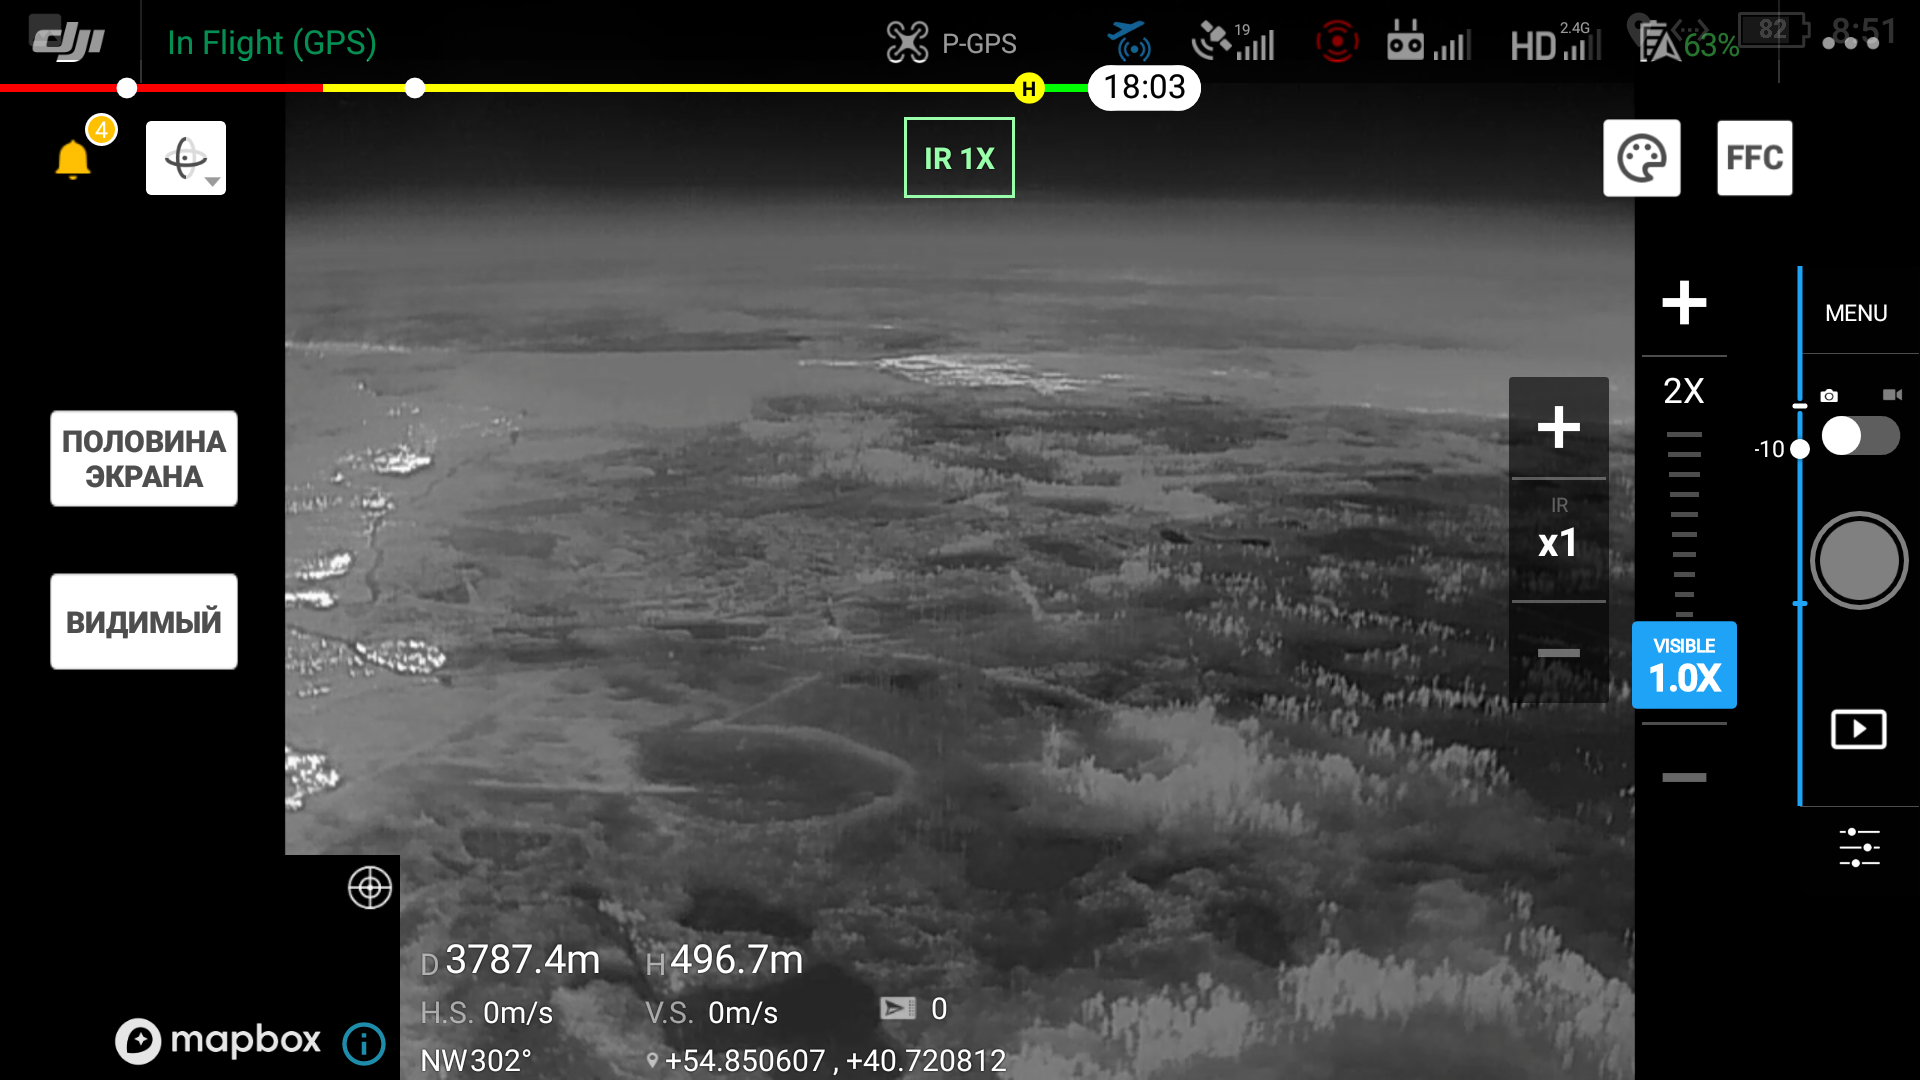 dji
In Flight (GPS)
P-GPS
19
HD 2.4G
63%
82
8:51
H
18:03
4
IR 1X
FFC
MENU
2X
ПОЛОВИНА
ЭКРАНА
IR
x1
-10
ВИДИМЫЙ
VISIBLE
1.0X
D 3787.4m H 496.7m
H.S. 0m/s V.S. 0m/s 0
mapbox
NW 302° +54.850607 , +40.720812